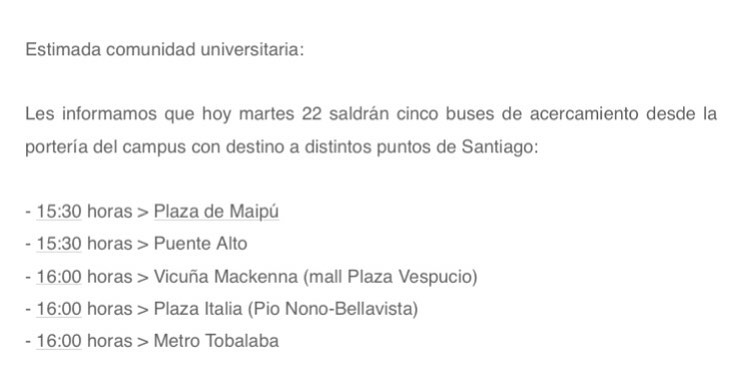 Estimada comunidad universitaria:
Les informamos que hoy martes 22 saldrán cinco buses de acercamiento desde la
portería del campus con destino a distintos puntos de Santiago:
- 15:30 horas > Plaza de Maipú
- 15:30 horas > Puente Alto
- 16:00 horas > Vicuña Mackenna (mall Plaza Vespucio)
- 16:00 horas > Plaza Italia (Pio Nono-Bellavista)
- 16:00 horas > Metro Tobalaba